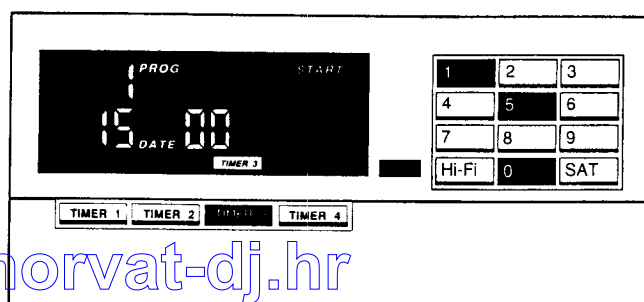 1 PROG START
15 DATE 00
TIMER 3
1 2 3
4 5 6
7 8 9
Hi-Fi 0 SAT
TIMER 1 TIMER 2 TIMER TIMER 4
horvat-dj.hr